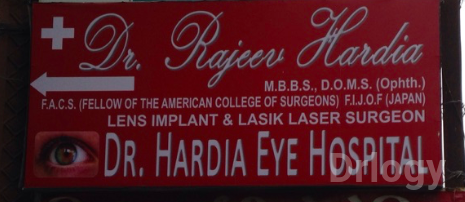 Dr. Rajeev Hardia
M.B.B.S., D.O.M.S. (Ophth.)
F.A.C.S. (FELLOW OF THE AMERICAN COLLEGE OF SURGEONS) F.I.J.O.F (JAPAN)
LENS IMPLANT & LASIK LASER SURGEON
DR. HARDIA EYE HOSPITAL
Drlogy